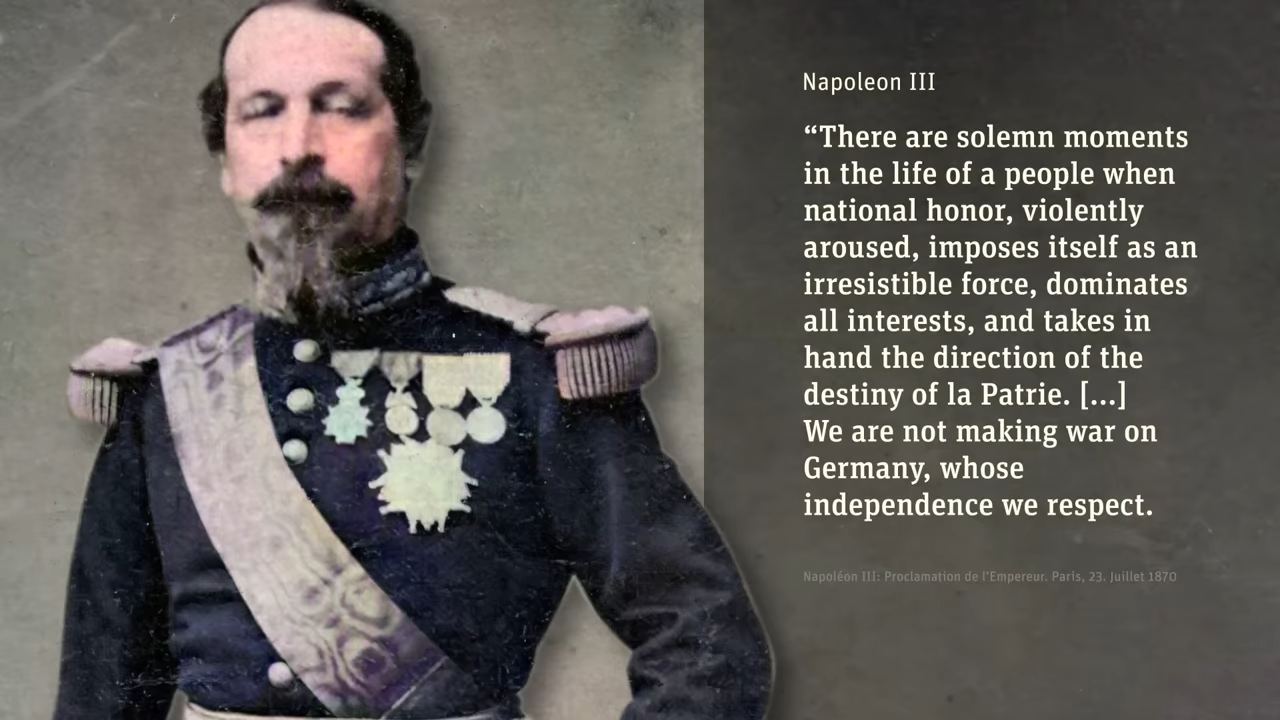 Napoleon III
“There are solemn moments
in the life of a people when
national honor, violently
aroused, imposes itself as an
irresistible force, dominates
all interests, and takes in
hand the direction of the
destiny of la Patrie. [...]
We are not making war on
Germany, whose
independence we respect.
Napoléon III: Proclamation de l'Empereur. Paris, 23. Juillet 1870